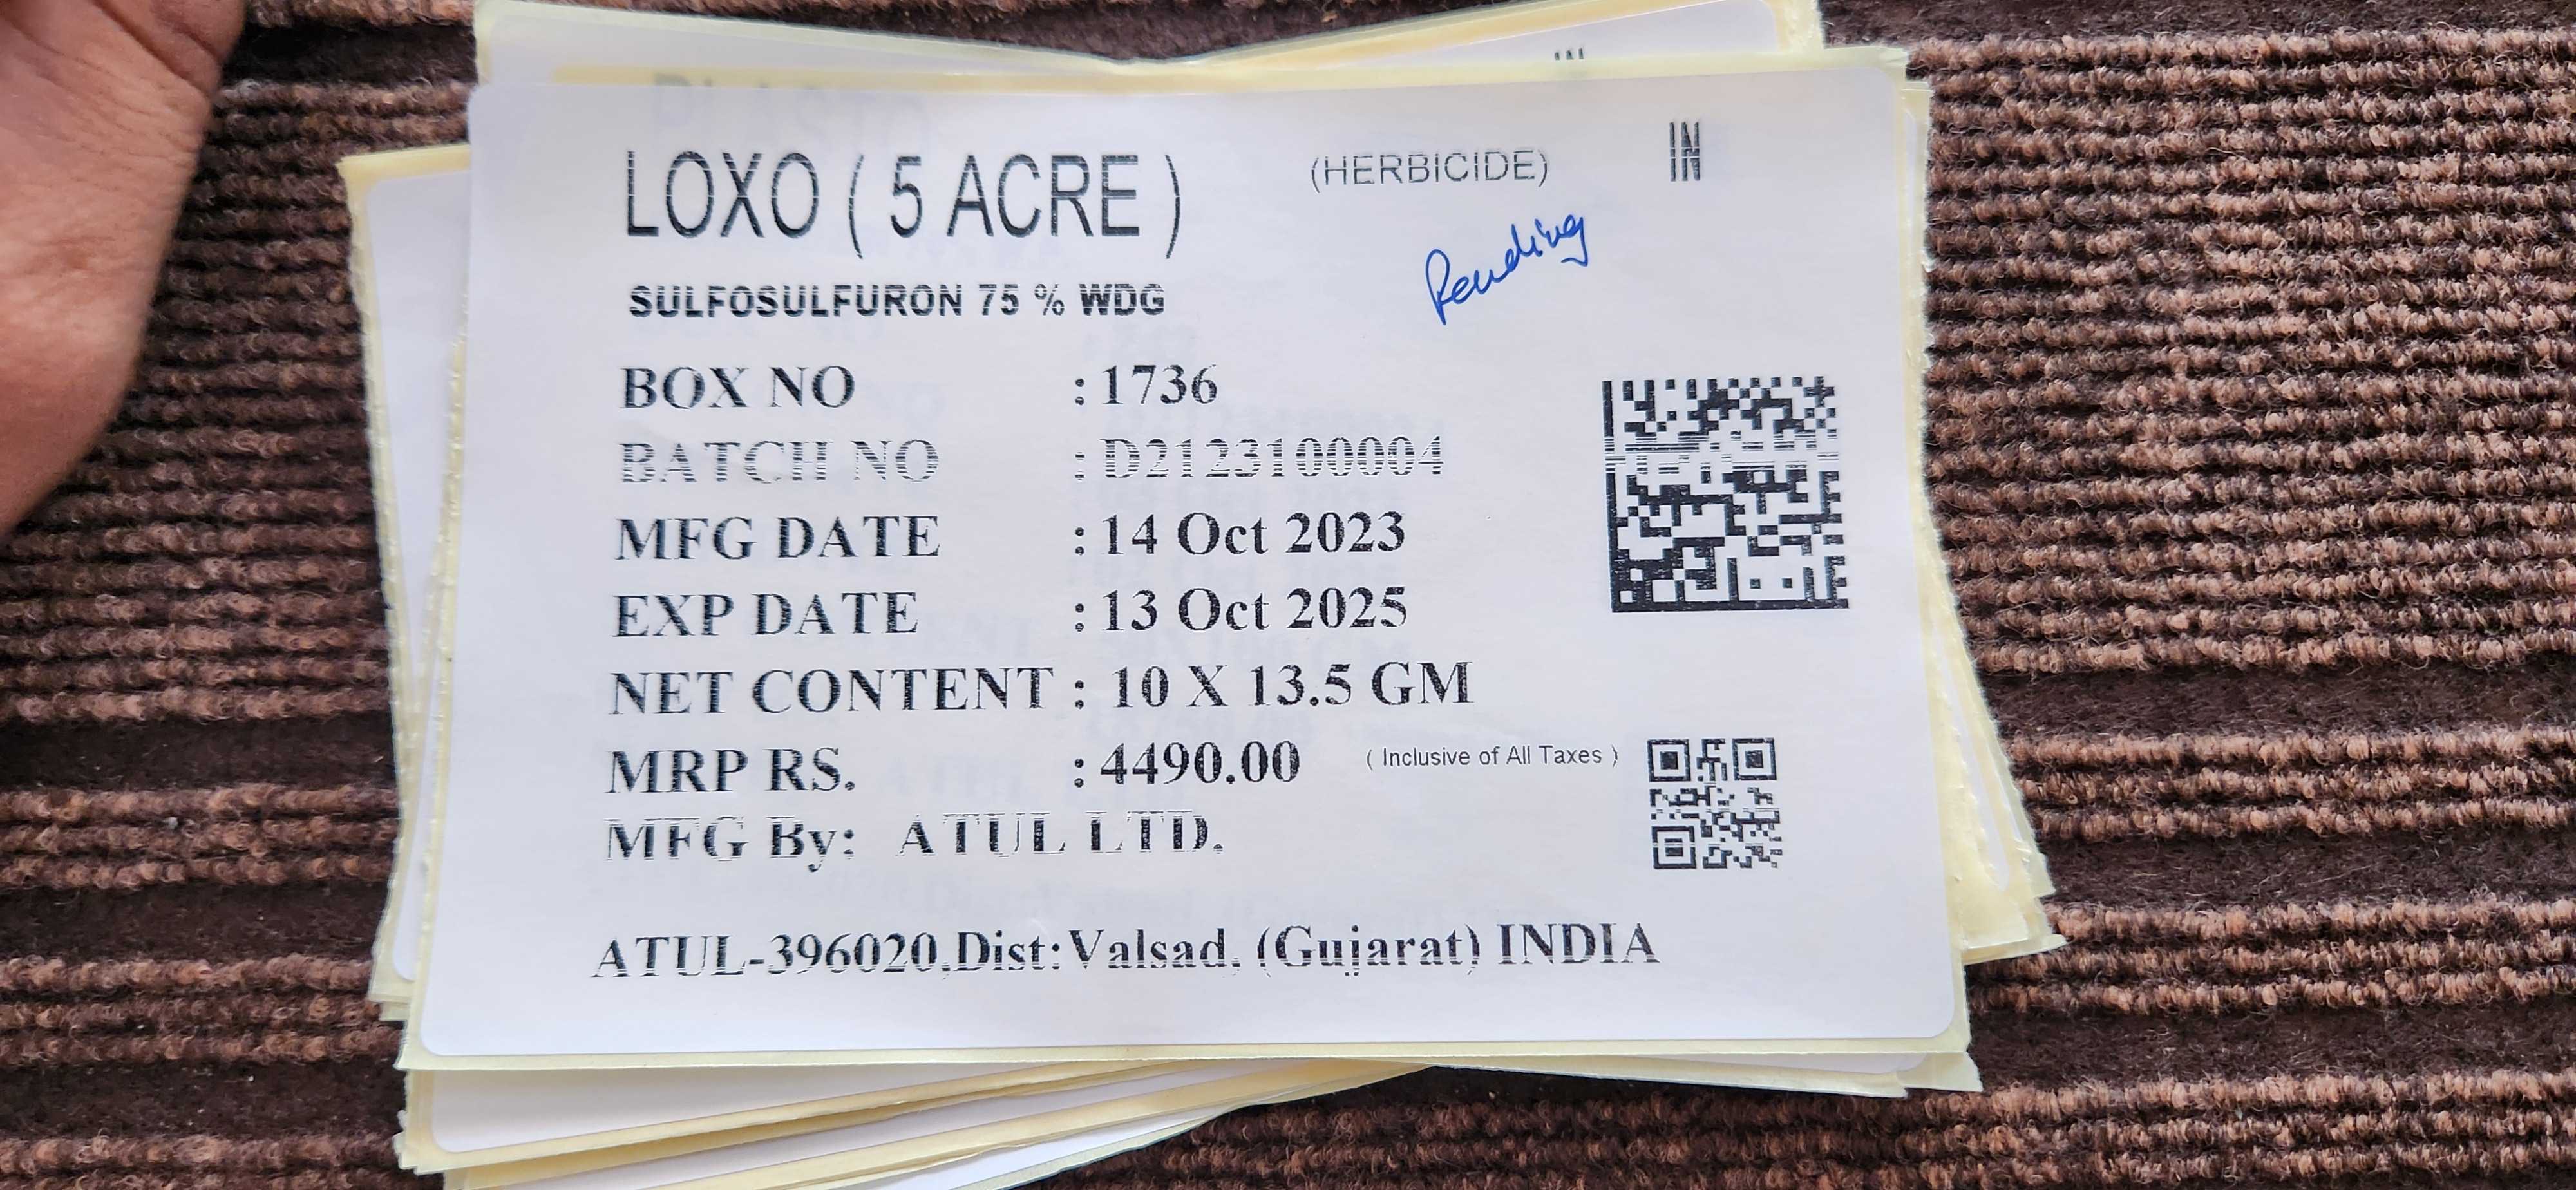 LOXO ( 5 ACRE ) (HERBICIDE) IN
Pending
SULFOSULFURON 75 % WDG
BOX NO : 1736
BATCH NO : D2123100004
MFG DATE : 14 Oct 2023
EXP DATE : 13 Oct 2025
NET CONTENT : 10 X 13.5 GM
MRP RS. : 4490.00 ( Inclusive of All Taxes )
MFG By: ATUL LTD.
ATUL-396020,Dist:Valsad, (Gujarat) INDIA